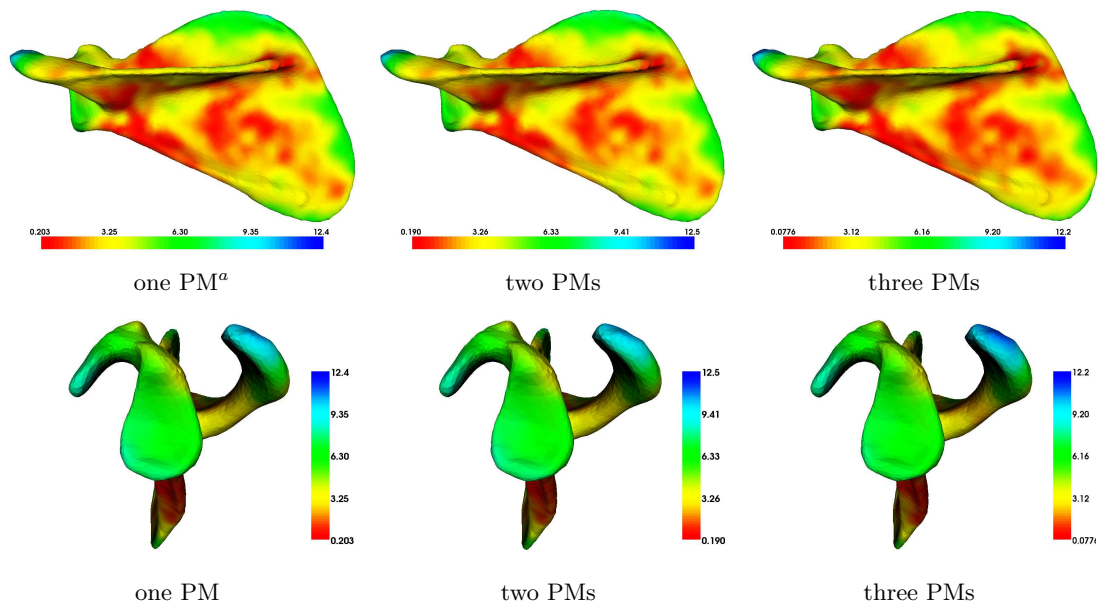 0.203 3.25 6.30 9.35 12.4
0.190 3.26 6.33 9.41 12.5
0.0776 3.12 6.16 9.20 12.2
one PMᵃ
two PMs
three PMs
12.4
9.35
6.30
3.25
0.203
12.5
9.41
6.33
3.26
0.190
12.2
9.20
6.16
3.12
0.0776
one PM
two PMs
three PMs